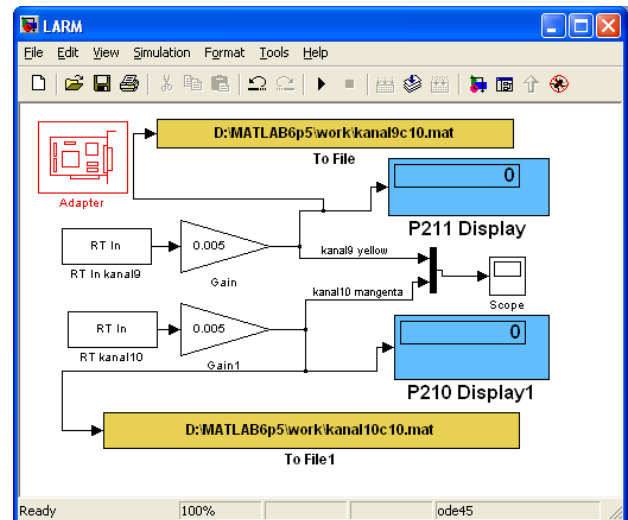 LARM
File Edit View Simulation Format Tools Help
D:\MATLAB6p5\work\kanal9c10.mat
To File
Adapter
0
P211 Display
RT In
RT In kanal9
0.005
Gain
kanal9 yellow
kanal10 mangenta
Scope
RT In
RT kanal10
0.005
Gain1
0
P210 Display1
D:\MATLAB6p5\work\kanal10c10.mat
To File1
Ready 100% ode45